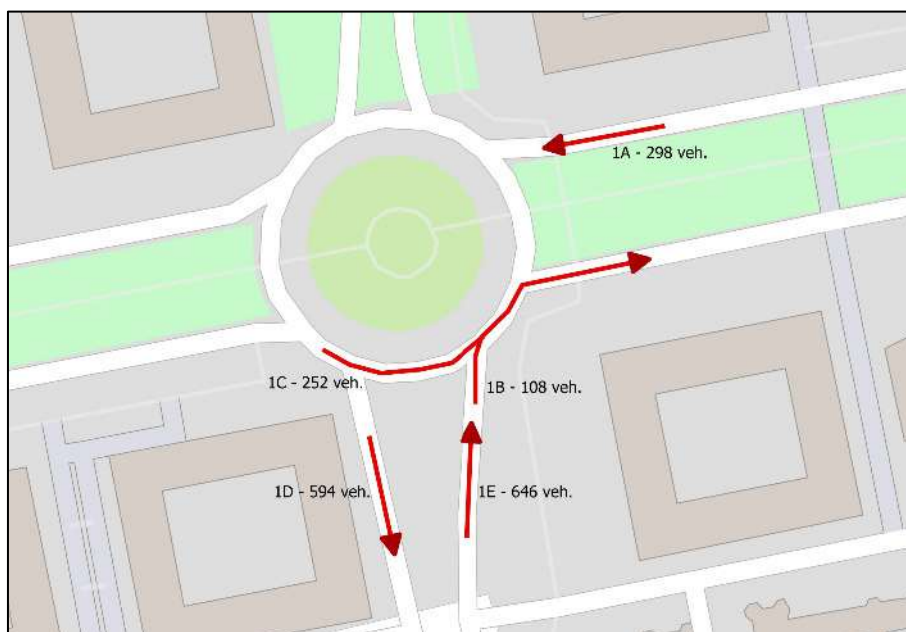 1A - 298 veh.
1C - 252 veh.
1B - 108 veh.
1D - 594 veh.
1E - 646 veh.